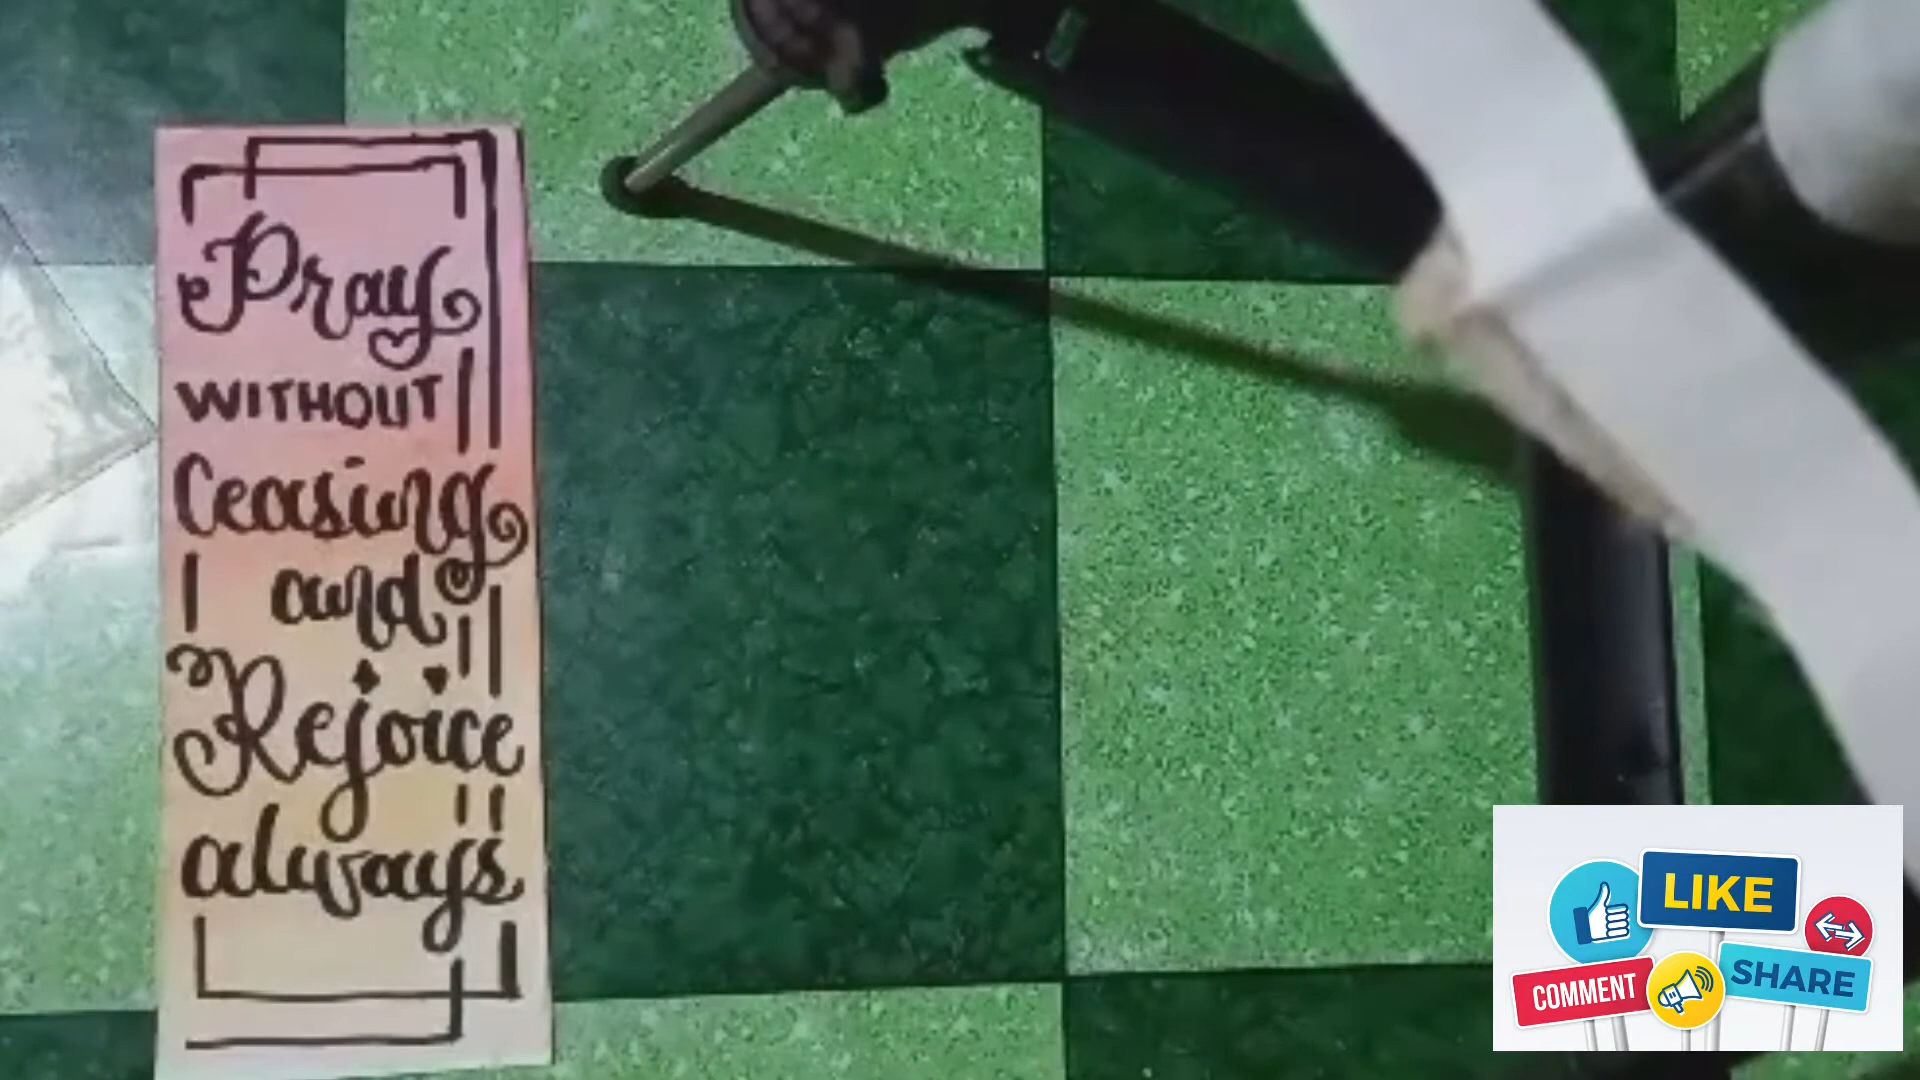 Pray
WITHOUT
Ceasing
and
Rejoice
always
LIKE
COMMENT
SHARE